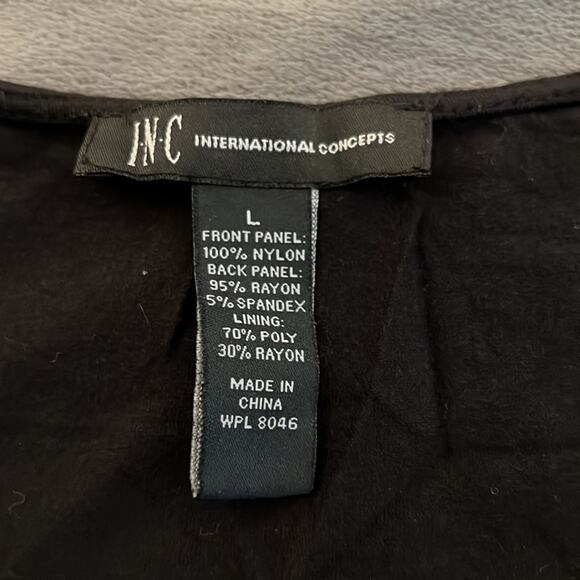 I·N·C INTERNATIONAL CONCEPTS
L
FRONT PANEL:
100% NYLON
BACK PANEL:
95% RAYON
5% SPANDEX
LINING:
70% POLY
30% RAYON
MADE IN
CHINA
WPL 8046